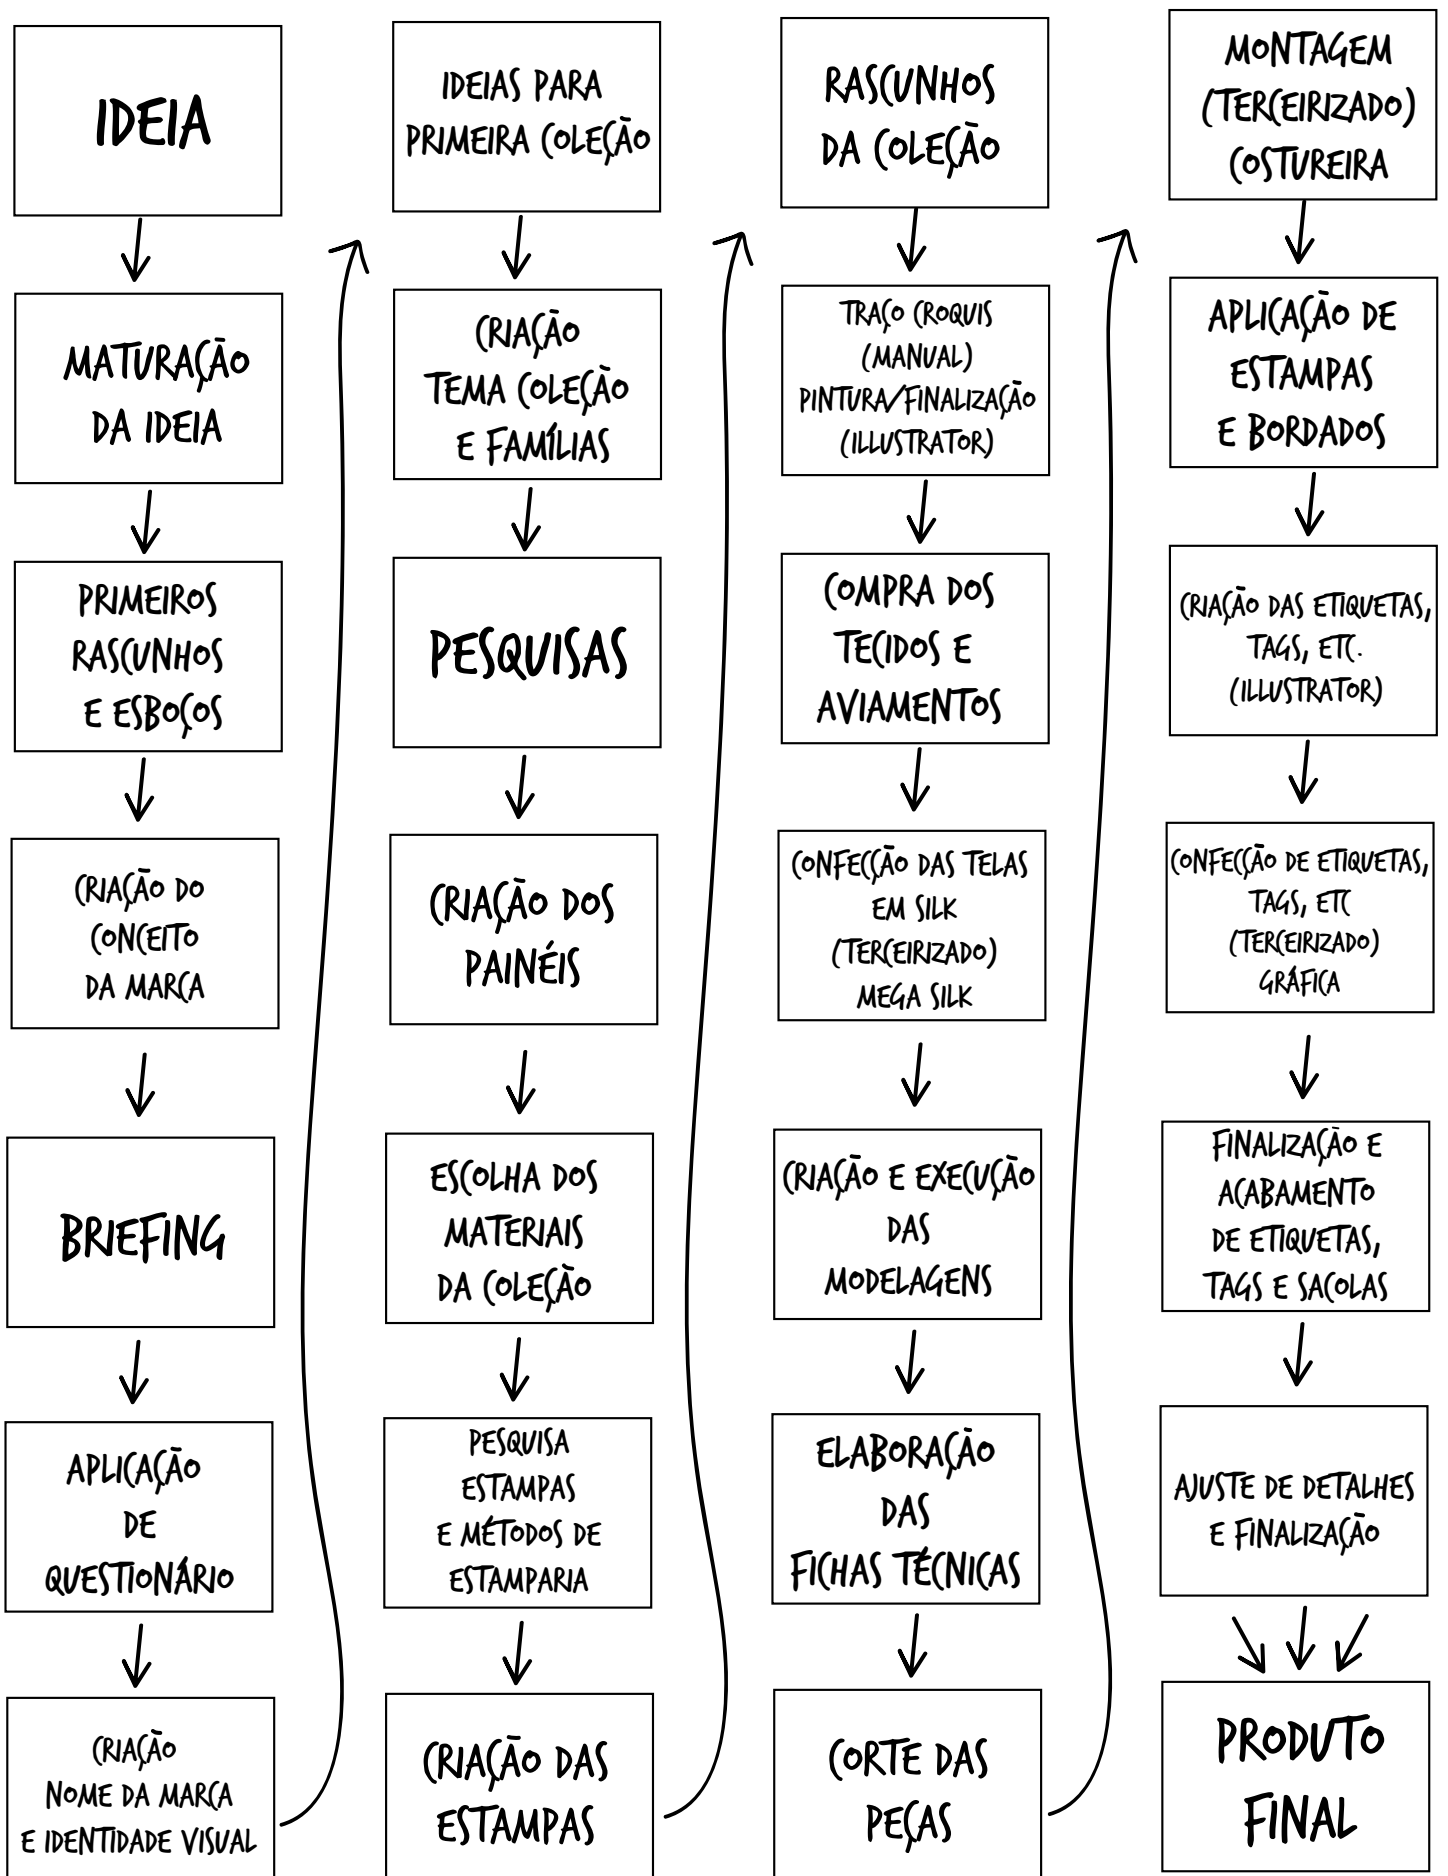 IDEIA
MATURAÇÃO
DA IDEIA
PRIMEIROS
RASCUNHOS
E ESBOÇOS
CRIAÇÃO DO
CONCEITO
DA MARCA
BRIEFING
APLICAÇÃO
DE
QUESTIONÁRIO
CRIAÇÃO
NOME DA MARCA
E IDENTIDADE VISUAL
IDEIAS PARA
PRIMEIRA COLEÇÃO
CRIAÇÃO
TEMA COLEÇÃO
E FAMÍLIAS
PESQUISAS
CRIAÇÃO DOS
PAINÉIS
ESCOLHA DOS
MATERIAIS
DA COLEÇÃO
PESQUISA
ESTAMPAS
E MÉTODOS DE
ESTAMPARIA
CRIAÇÃO DAS
ESTAMPAS
RASCUNHOS
DA COLEÇÃO
TRAÇO CROQUIS
(MANUAL)
PINTURA/FINALIZAÇÃO
(ILLUSTRATOR)
COMPRA DOS
TECIDOS E
AVIAMENTOS
CONFECÇÃO DAS TELAS
EM SILK
(TERCEIRIZADO)
MEGA SILK
CRIAÇÃO E EXECUÇÃO
DAS
MODELAGENS
ELABORAÇÃO
DAS
FICHAS TÉCNICAS
CORTE DAS
PEÇAS
MONTAGEM
(TERCEIRIZADO)
COSTUREIRA
APLICAÇÃO DE
ESTAMPAS
E BORDADOS
CRIAÇÃO DAS ETIQUETAS,
TAGS, ETC.
(ILLUSTRATOR)
CONFECÇÃO DE ETIQUETAS,
TAGS, ETC
(TERCEIRIZADO)
GRÁFICA
FINALIZAÇÃO E
ACABAMENTO
DE ETIQUETAS,
TAGS E SACOLAS
AJUSTE DE DETALHES
E FINALIZAÇÃO
PRODUTO
FINAL